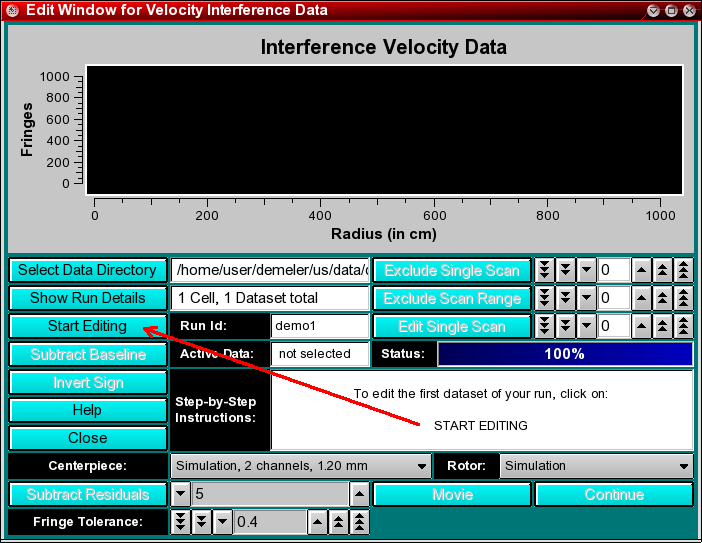 Edit Window for Velocity Interference Data
Interference Velocity Data
Fringes
1000
800
600
400
200
0
0 200 400 600 800 1000
Radius (in cm)
Select Data Directory /home/user/demeler/us/data/ Exclude Single Scan 0
Show Run Details 1 Cell, 1 Dataset total Exclude Scan Range 0
Start Editing Run Id: demo1 Edit Single Scan 0
Subtract Baseline Active Data: not selected Status: 100%
Invert Sign
Help
Close
Step-by-Step
Instructions:
To edit the first dataset of your run, click on:
START EDITING
Centerpiece: Simulation, 2 channels, 1.20 mm Rotor: Simulation
Subtract Residuals 5 Movie Continue
Fringe Tolerance: 0.4